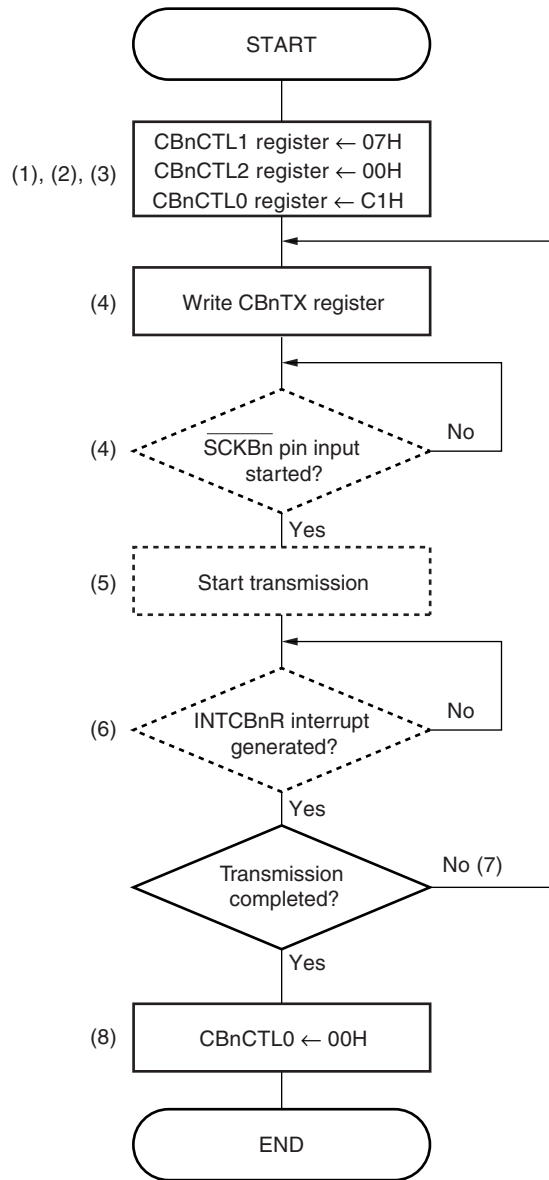 START
(1), (2), (3)
CBnCTL1 register ← 07H
CBnCTL2 register ← 00H
CBnCTL0 register ← C1H
(4)
Write CBnTX register
(4)
SCKBn pin input
started?
No
Yes
(5)
Start transmission
(6)
INTCBnR interrupt
generated?
No
Yes
Transmission
completed?
No (7)
Yes
(8)
CBnCTL0 ← 00H
END